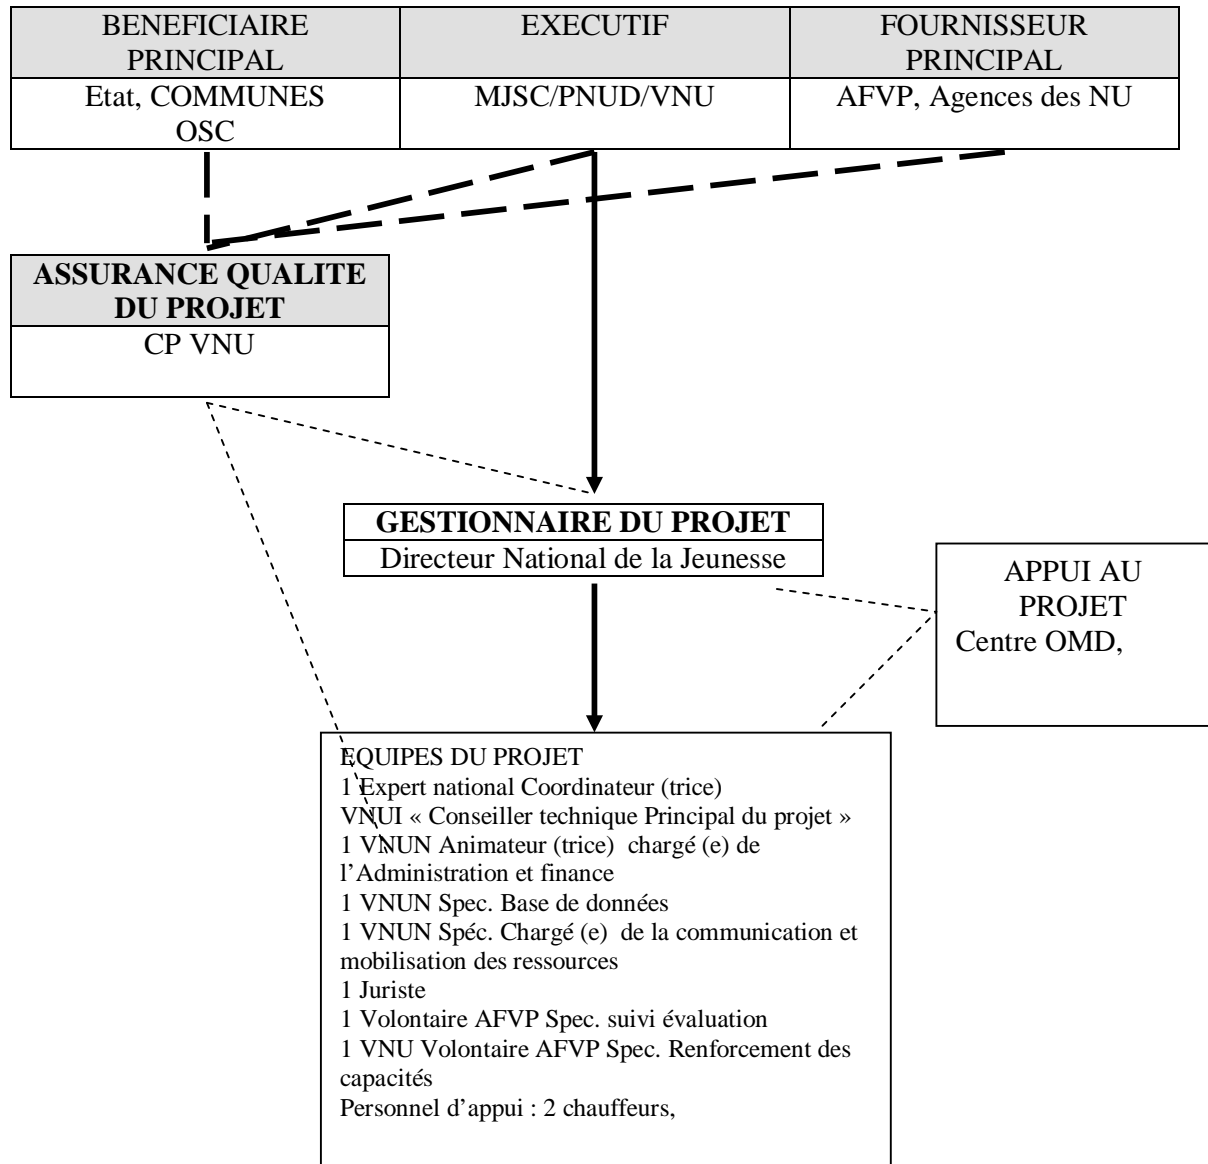 BENEFICIAIRE
PRINCIPAL
EXECUTIF
FOURNISSEUR
PRINCIPAL
Etat, COMMUNES
OSC
MJSC/PNUD/VNU
AFVP, Agences des NU
ASSURANCE QUALITE
DU PROJET
CP VNU
GESTIONNAIRE DU PROJET
Directeur National de la Jeunesse
APPUI AU
PROJET
Centre OMD,
EQUIPES DU PROJET
1 Expert national Coordinateur (trice)
VNUI « Conseiller technique Principal du projet »
1 VNUN Animateur (trice)  chargé (e) de
l’Administration et finance
1 VNUN Spec. Base de données
1 VNUN Spéc. Chargé (e)  de la communication et
mobilisation des ressources
1 Juriste
1 Volontaire AFVP Spec. suivi évaluation
1 VNU Volontaire AFVP Spec. Renforcement des
capacités
Personnel d’appui : 2 chauffeurs,